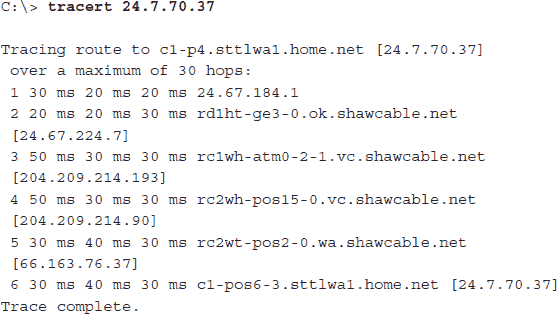 C:\> tracert 24.7.70.37
Tracing route to c1-p4.sttlwa1.home.net [24.7.70.37]
over a maximum of 30 hops:
1 30 ms 20 ms 20 ms 24.67.184.1
2 20 ms 20 ms 30 ms rd1ht-ge3-0.ok.shawcable.net
[24.67.224.7]
3 50 ms 30 ms 30 ms rc1wh-atm0-2-1.vc.shawcable.net
[204.209.214.193]
4 50 ms 30 ms 30 ms rc2wh-pos15-0.vc.shawcable.net
[204.209.214.90]
5 30 ms 40 ms 30 ms rc2wt-pos2-0.wa.shawcable.net
[66.163.76.37]
6 30 ms 40 ms 30 ms c1-pos6-3.sttlwa1.home.net [24.7.70.37]
Trace complete.